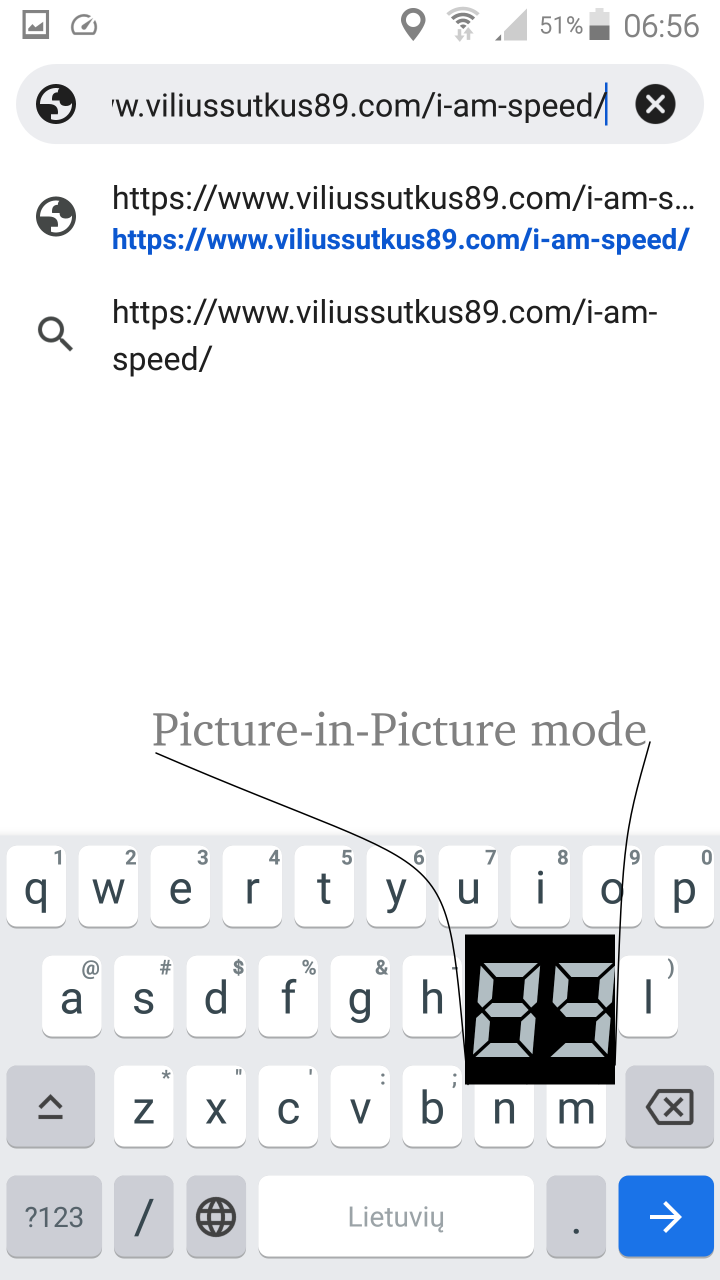 51% 06:56
w.viliussutkus89.com/i-am-speed/
https://www.viliussutkus89.com/i-am-s...
https://www.viliussutkus89.com/i-am-speed/
https://www.viliussutkus89.com/i-am-
speed/
Picture-in-Picture mode
1 2 3 4 5 6 7 8 9 0
q w e r t y u i o p
@ # $ % & - )
a s d f g h l
89
* " ' : ;
z x c v b n m
?123 / Lietuvių .